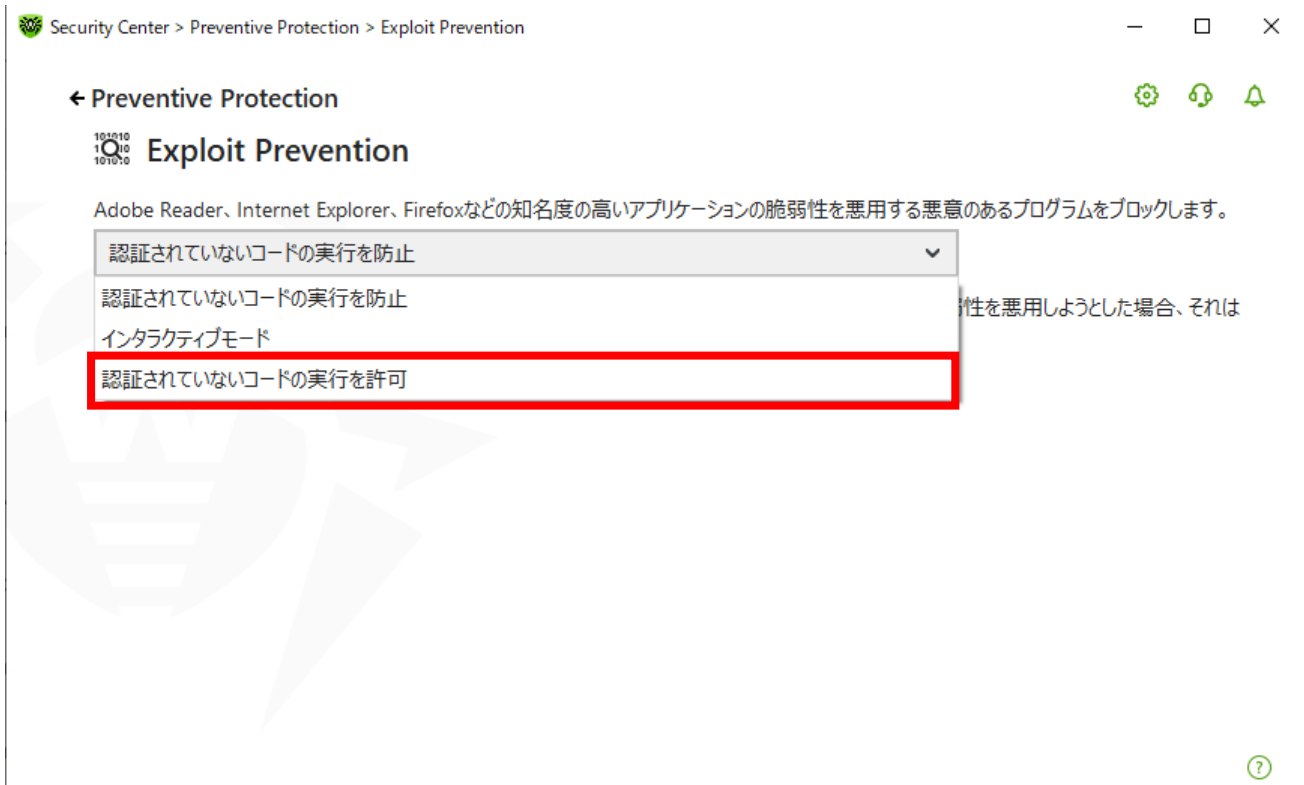 Security Center > Preventive Protection > Exploit Prevention
Preventive Protection
Exploit Prevention
Adobe Reader、Internet Explorer、Firefoxなどの知名度の高いアプリケーションの脆弱性を悪用する悪意のあるプログラムをブロックします。
認証されていないコードの実行を防止
認証されていないコードの実行を防止
性を悪用しようとした場合、それは
インタラクティブモード
認証されていないコードの実行を許可